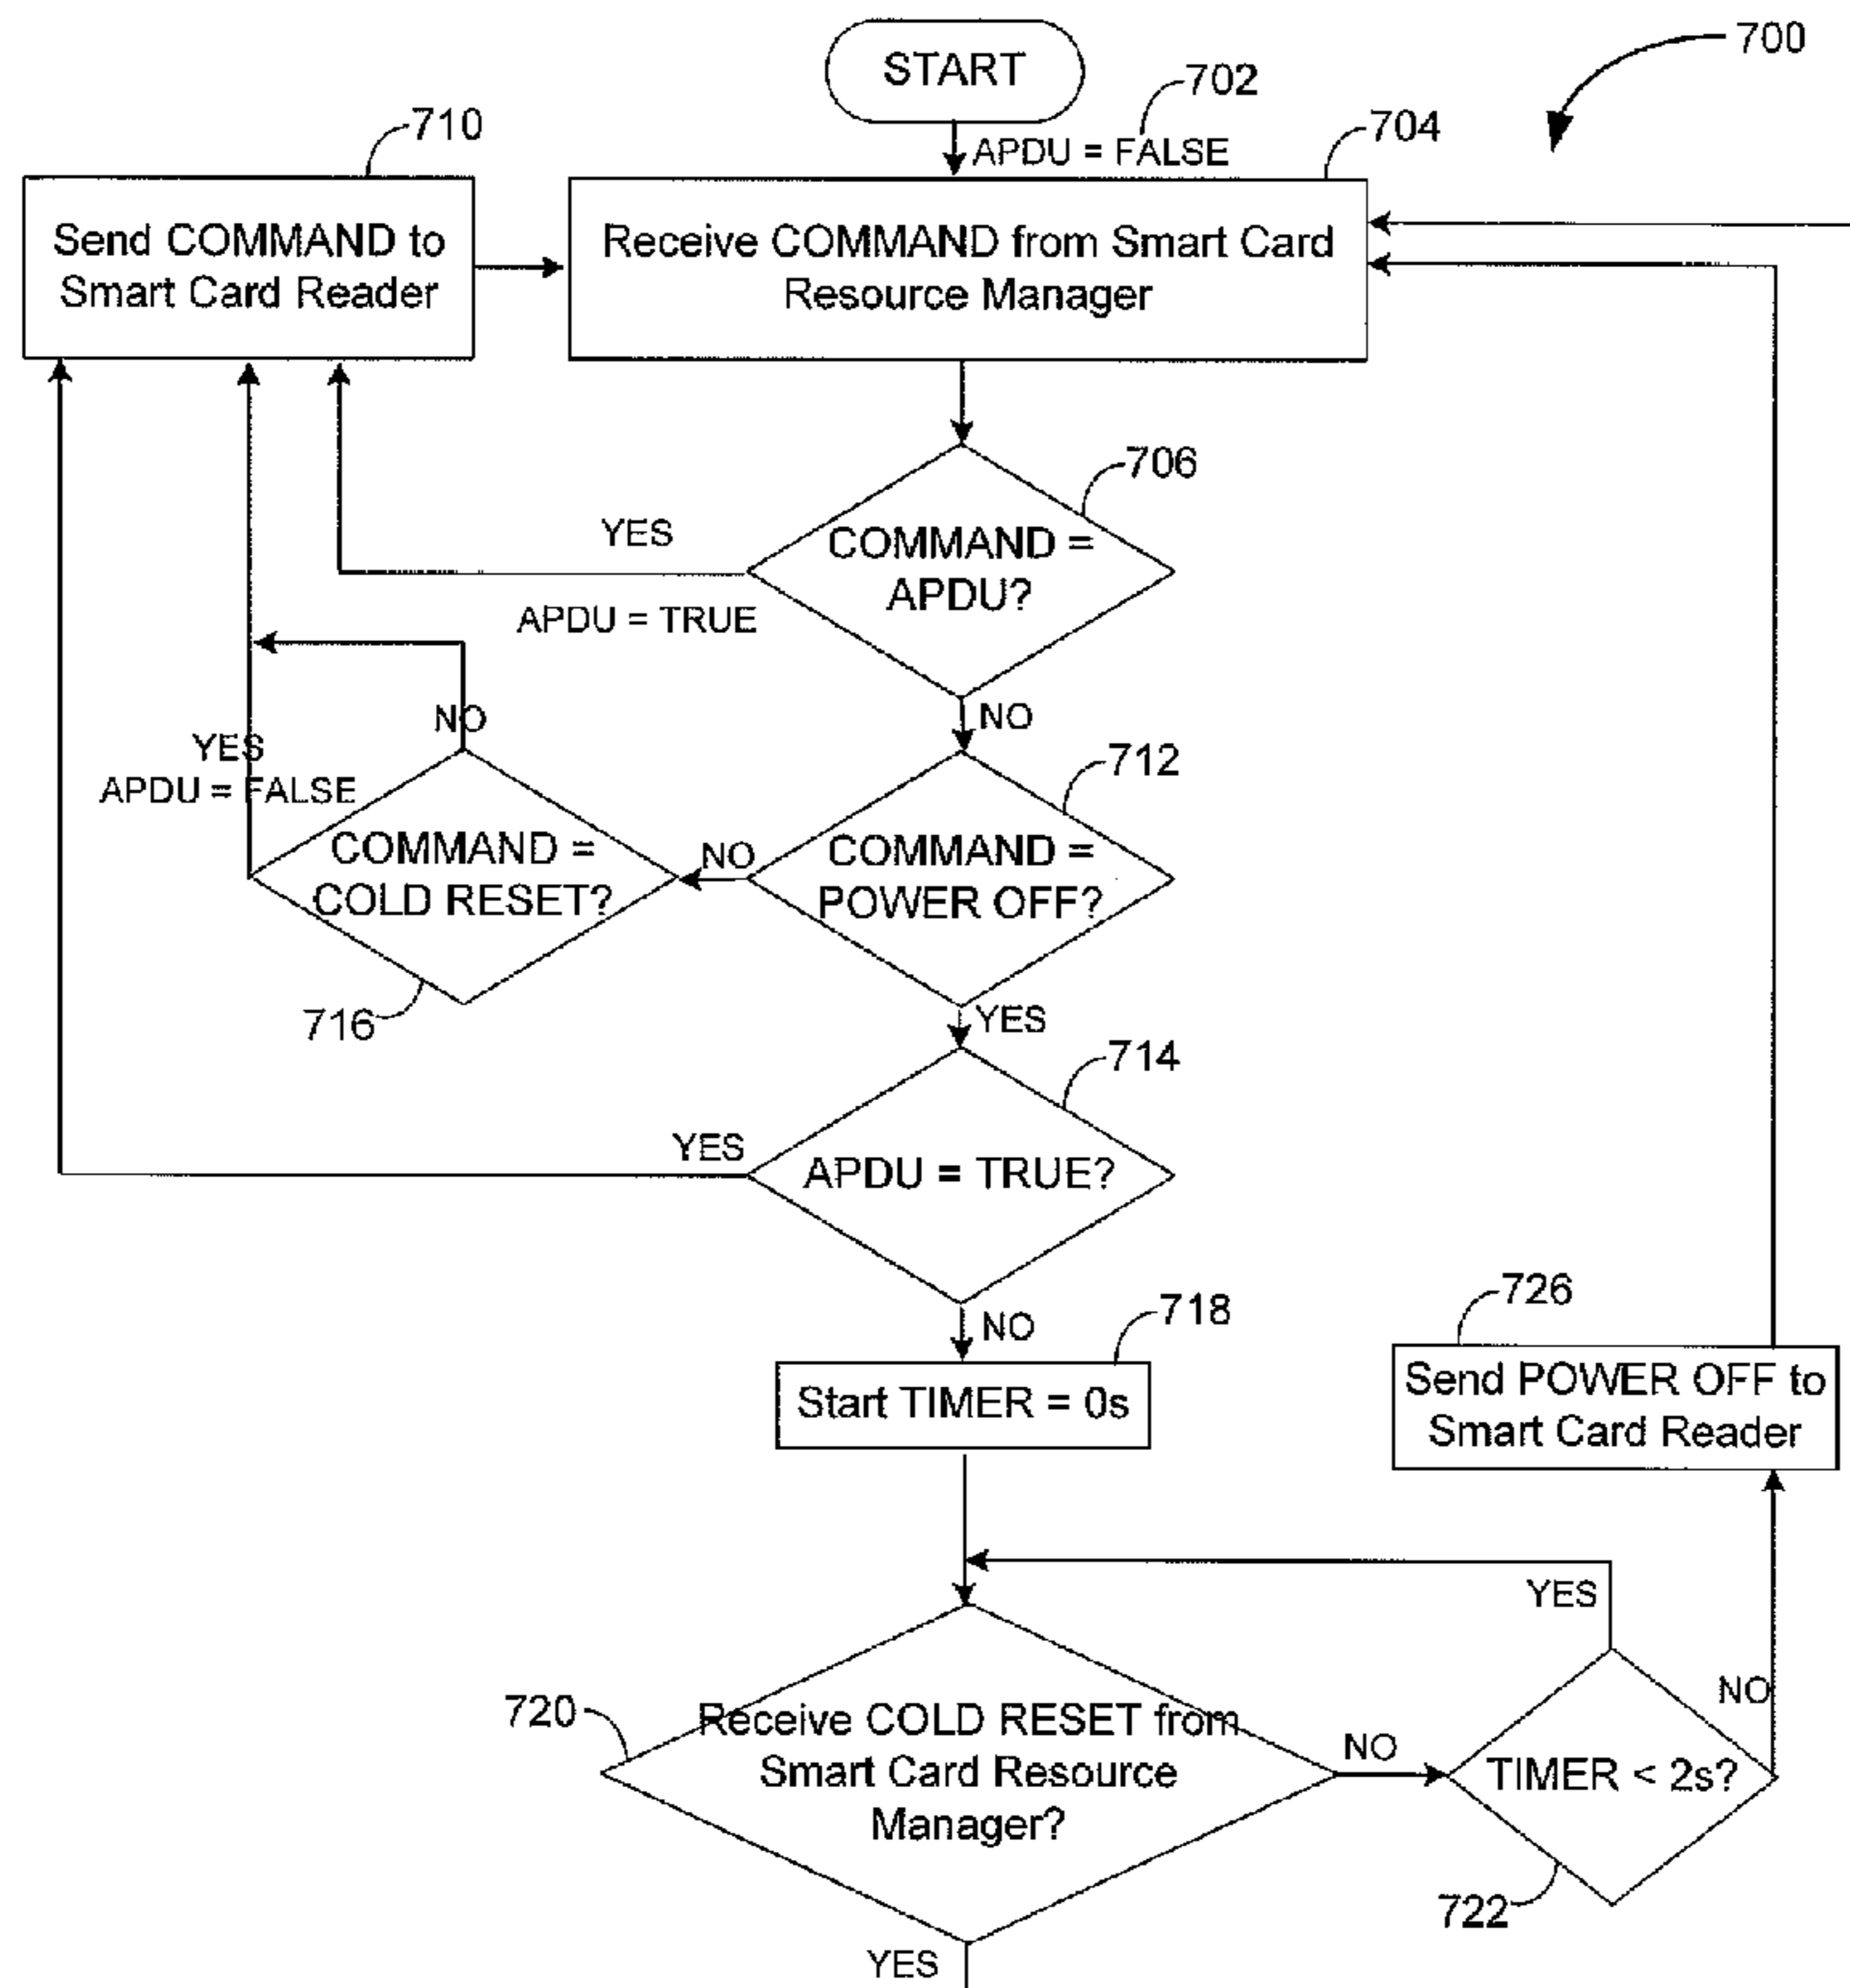 START
700
702
APDU = FALSE
710
704
Send COMMAND to
Smart Card Reader
Receive COMMAND from Smart Card
Resource Manager
706
YES
COMMAND =
APDU?
APDU = TRUE
NO
NO
YES
APDU = FALSE
712
COMMAND =
COLD RESET?
NO
COMMAND =
POWER OFF?
716
YES
714
YES
APDU = TRUE?
NO
718
Start TIMER = 0s
726
Send POWER OFF to
Smart Card Reader
YES
720
Receive COLD RESET from
Smart Card Resource
Manager?
NO
NO
TIMER < 2s?
722
YES